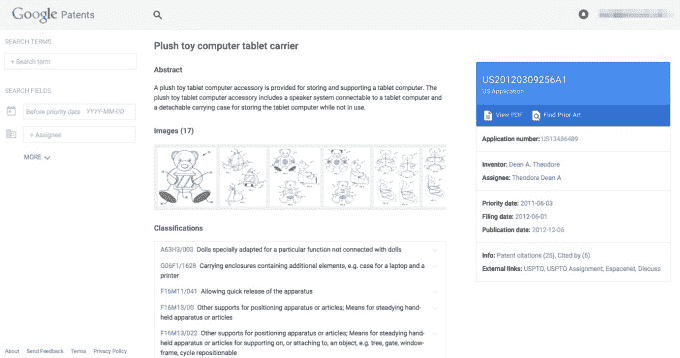 Google Patents
SEARCH TERMS
+ Search term
SEARCH FIELDS
Before priority date YYYY-MM-DD
+ Assignee
MORE
Plush toy computer tablet carrier
Abstract
A plush toy tablet computer accessory is provided for storing and supporting a tablet computer. The
plush toy tablet computer accessory includes a speaker system connectable to a tablet computer and
a detachable carrying case for storing the tablet computer while not in use.
Images (17)
Classifications
A63H3/003 Dolls specially adapted for a particular function not connected with dolls
G06F1/1628 Carrying enclosures containing additional elements, e.g. case for a laptop and a
printer
F16M11/041 Allowing quick release of the apparatus
F16M13/00 Other supports for positioning apparatus or articles; Means for steadying hand-
held apparatus or articles
F16M13/022 Other supports for positioning apparatus or articles; Means for steadying hand-
held apparatus or articles for supporting on, or attaching to, an object, e.g. tree, gate, window-
frame, cycle repositionable
US20120309256A1
US Application
View PDF Find Prior Art
Application number: US13486489
Inventor: Dean A. Theodore
Assignee: Theodore Dean A
Priority date: 2011-06-03
Filing date: 2012-06-01
Publication date: 2012-12-06
Info: Patent citations (25), Cited by (5)
External links: USPTO, USPTO Assignment, Espacenet, Discuss
About Send Feedback Terms Privacy Policy